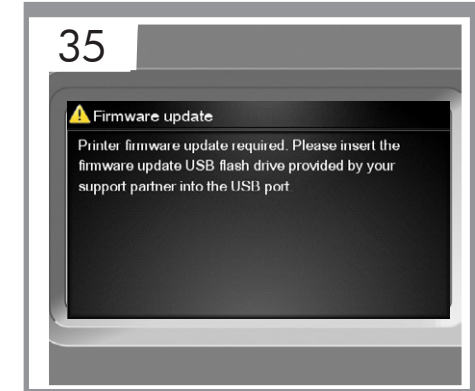 35
Firmware update
Printer firmware update required. Please insert the
firmware update USB flash drive provided by your
support partner into the USB port.